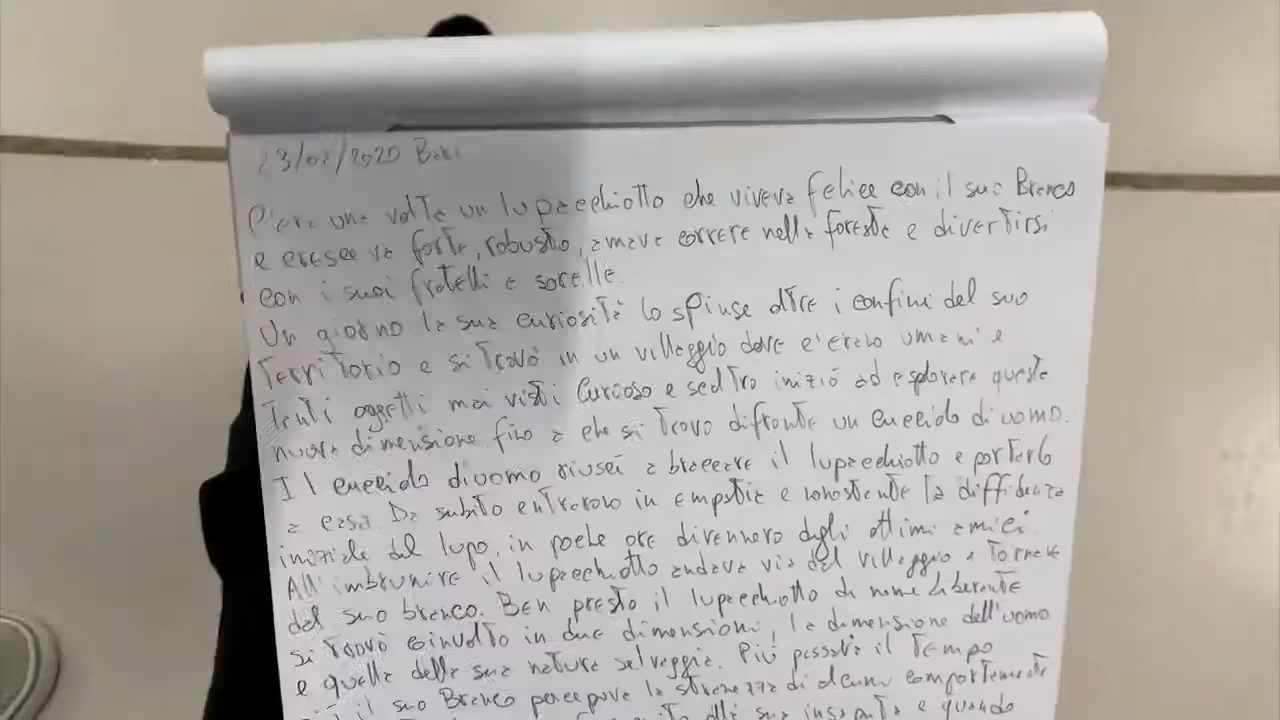 23/02/2020 Bari
C'era una volta un lupacchiotto che viveva felice con il suo Branco
e cresceva forte, robusto, amava correre nella foresta e divertirsi
con i suoi fratelli e sorelle.
Un giorno la sua curiosità lo spinse oltre i confini del suo
territorio e si trovò in un villaggio dove c'erano umani e
tanti oggetti mai visti. Curioso e scaltro iniziò ad esplorare questa
nuova dimensione fino a che si trovo difronte un cucciolo di uomo.
Il cucciolo di uomo riuscì a braccare il lupacchiotto e portarlo
a casa. Da subito entrarono in empatia e nonostante la diffidenza
iniziale del lupo, in poche ore divennero degli ottimi amici.
All'imbrunire il lupacchiotto andava via dal villaggio e tornava
dal suo branco. Ben presto il lupacchiotto di nome Liberante
si trovò coinvolto in due dimensioni, la dimensione dell'uomo
e quella della sua natura selvaggia. Più passava il tempo
il suo Branco percepiva la stranezza di alcuni comportamenti
alla sua insaputa e quando